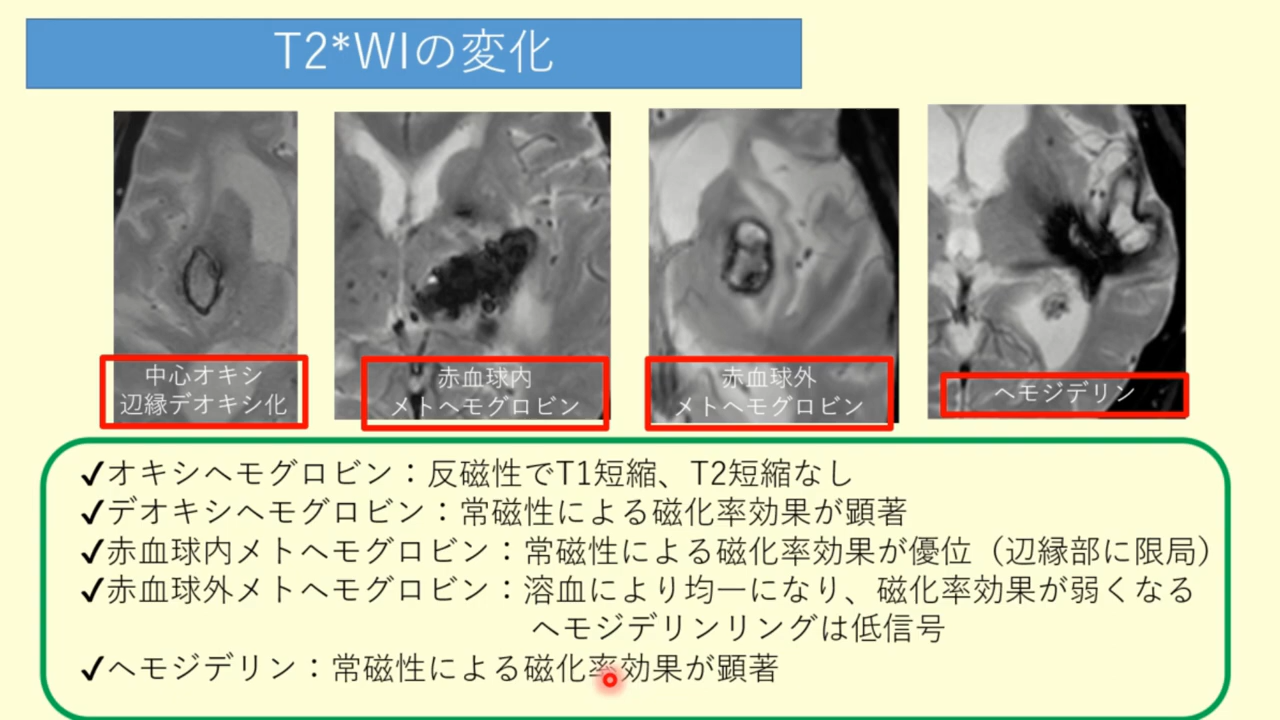 T2*WIの変化
中心オキシ
辺縁デオキシ化
赤血球内
メトヘモグロビン
赤血球外
メトヘモグロビン
ヘモジデリン
✓オキシヘモグロビン：反磁性でT1短縮、T2短縮なし
✓デオキシヘモグロビン：常磁性による磁化率効果が顕著
✓赤血球内メトヘモグロビン：常磁性による磁化率効果が優位（辺縁部に限局）
✓赤血球外メトヘモグロビン：溶血により均一になり、磁化率効果が弱くなる
ヘモジデリンリングは低信号
✓ヘモジデリン：常磁性による磁化率効果が顕著